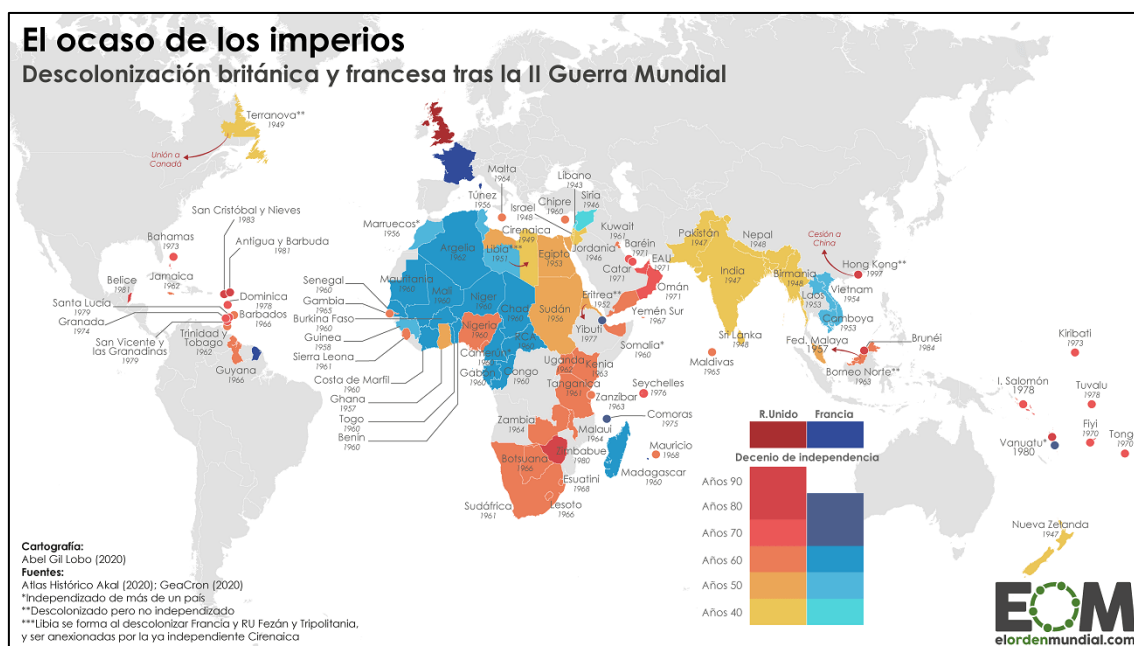 El ocaso de los imperios
Descolonización británica y francesa tras la II Guerra Mundial
Terranova**
1949
Unión a
Canadá
San Cristóbal y Nieves
1983
Bahamas
1973
Antigua y Barbuda
1981
Belice
1981
Jamaica
1962
Santa Lucía
1979
Dominica
1978
Granada
1974
Barbados
1966
San Vicente y
las Granadinas
1979
Trinidad y
Tobago
1962
Guyana
1966
Malta
1964
Túnez
1956
Marruecos*
1956
Israel
1948
Chipre
1960
Líbano
1943
Siria
1946
Cirenaica
1949
Libia***
1951
Argelia
1962
Egipto
1953
Jordania
1946
Kuwait
1961
Baréin
1971
Catar
1971
EAU
1971
Omán
1971
Yemen Sur
1967
Eritrea**
1952
Yibuti
1977
Somalia*
1960
Senegal
1960
Gambia
1965
Burkina Faso
1960
Guinea
1958
Sierra Leona
1961
Costa de Marfil
1960
Ghana
1957
Togo
1960
Benín
1960
Mauritania
1960
Mali
1960
Níger
1960
Chad
1960
Sudán
1956
Nigeria
1960
RCA
1960
Camerún
Gabón
1960
Congo
1960
Uganda
1962
Kenia
1963
Tanganica
1961
Zanzíbar
1963
Seychelles
1976
Comoras
1975
Malaui
1964
Zambia
1964
Zimbabue
1980
Mauricio
1968
Madagascar
1960
Botsuana
1966
Esuatini
1968
Lesoto
1966
Sudáfrica
1961
Pakistán
1947
Nepal
1948
India
1947
Birmania
1948
Sri Lanka
1948
Maldivas
1965
Cesión a
China
Hong Kong**
1997
Laos
1953
Vietnam
1954
Camboya
1953
Fed. Malaya
1957
Brunéi
1984
Borneo Norte**
1963
Kiribati
1973
I. Salomón
1978
Tuvalu
1978
Fiyi
1970
Tonga
1970
Vanuatu*
1980
Nueva Zelanda
1947
R.Unido
Francia
Decenio de independencia
Años 90
Años 80
Años 70
Años 60
Años 50
Años 40
Cartografía:
Abel Gil Lobo (2020)
Fuentes:
Atlas Histórico Akal (2020); GeaCron (2020)
*Independizado de más de un país
**Descolonizado pero no independizado
***Libia se forma al descolonizar Francia y RU Fezán y Tripolitania,
y ser anexionadas por la ya independiente Cirenaica
EOM
elordenmundial.com